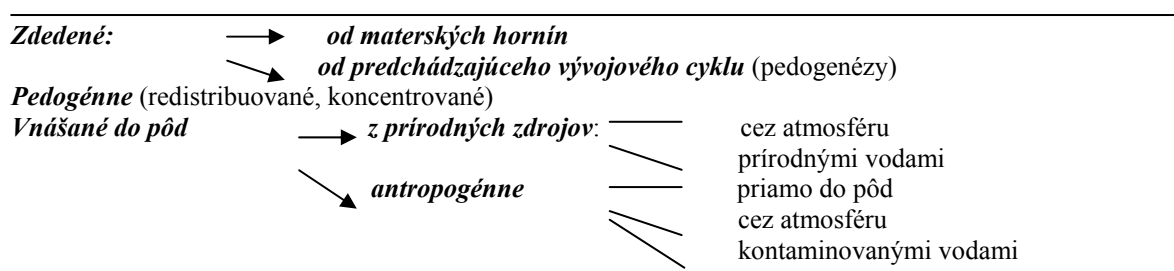 Zdedené: od materských hornín
od predchádzajúceho vývojového cyklu (pedogenézy)
Pedogénne (redistribuované, koncentrované)
Vnášané do pôd z prírodných zdrojov: cez atmosféru
prírodnými vodami
antropogénne priamo do pôd
cez atmosféru
kontaminovanými vodami